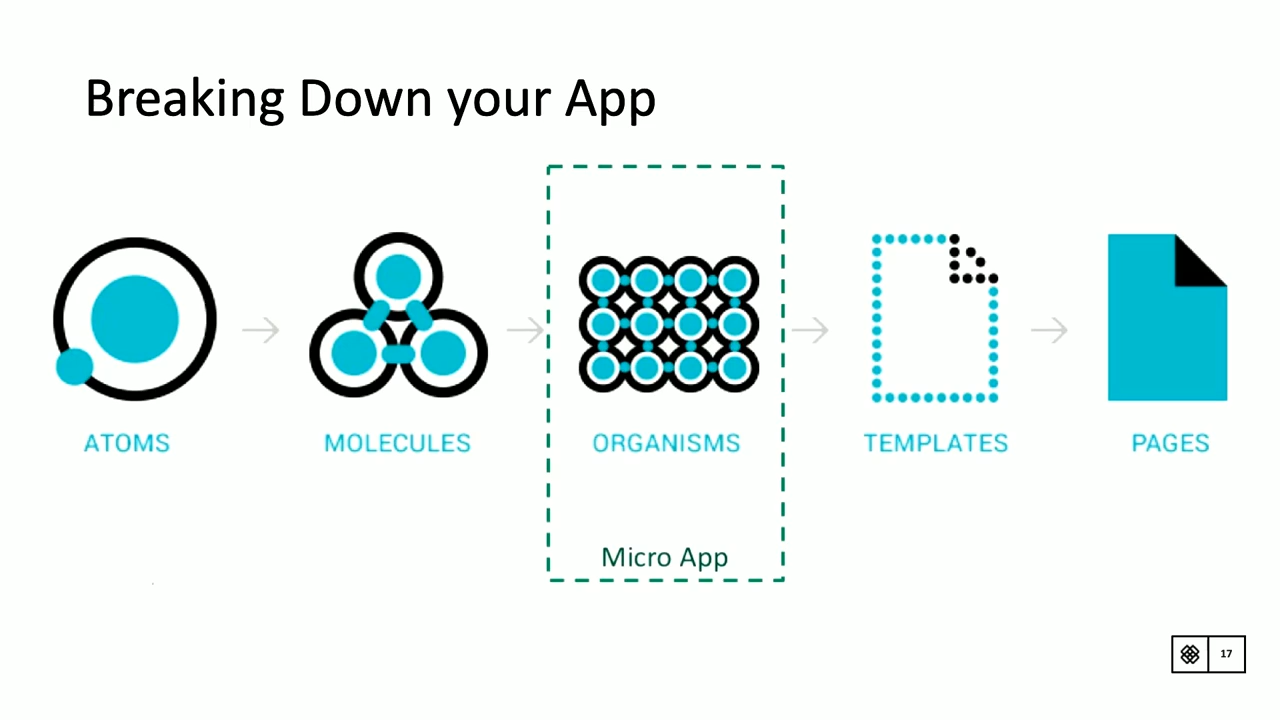 Breaking Down your App
ATOMS
MOLECULES
ORGANISMS
TEMPLATES
PAGES
Micro App
17